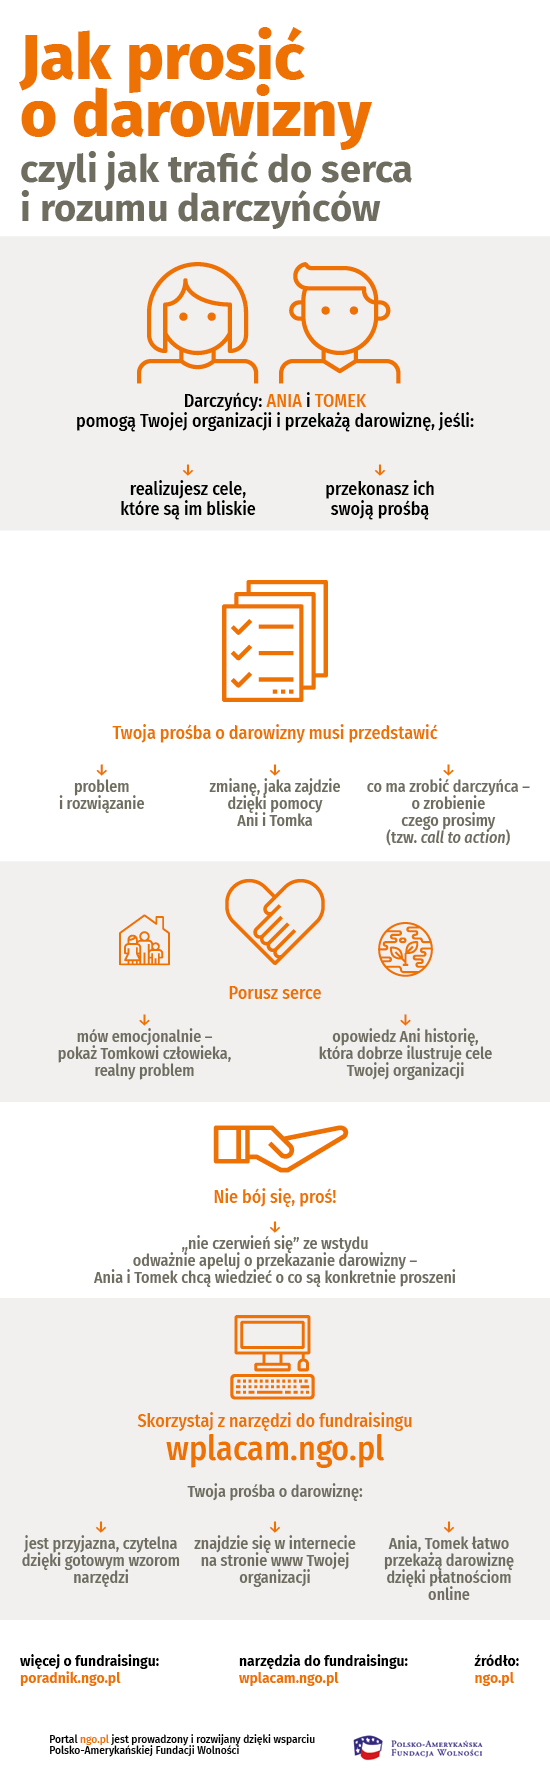 Jak prosić
o darowizny
czyli jak trafić do serca
i rozumu darczyńców
Darczyńcy: ANIA i TOMEK
pomogą Twojej organizacji i przekażą darowiznę, jeśli:
realizujesz cele,
które są im bliskie
przekonasz ich
swoją prośbą
Twoja prośba o darowizny musi przedstawić
problem
i rozwiązanie
zmianę, jaka zajdzie
dzięki pomocy
Ani i Tomka
co ma zrobić darczyńca –
o zrobienie
czego prosimy
(tzw. call to action)
Porusz serce
mów emocjonalnie –
pokaż Tomkowi człowieka,
realny problem
opowiedz Ani historię,
która dobrze ilustruje cele
Twojej organizacji
Nie bój się, proś!
„nie czerwień się” ze wstydu
odważnie apeluj o przekazanie darowizny –
Ania i Tomek chcą wiedzieć o co są konkretnie proszeni
Skorzystaj z narzędzi do fundraisingu
wplacam.ngo.pl
Twoja prośba o darowiznę:
jest przyjazna, czytelna
dzięki gotowym wzorom
narzędzi
znajdzie się w internecie
na stronie www Twojej
organizacji
Ania, Tomek łatwo
przekażą darowiznę
dzięki płatnościom
online
więcej o fundraisingu:
poradnik.ngo.pl
narzędzia do fundraisingu:
wplacam.ngo.pl
źródło:
ngo.pl
Portal ngo.pl jest prowadzony i rozwijany dzięki wsparciu
Polsko-Amerykańskiej Fundacji Wolności
Polsko-Amerykańska
Fundacja Wolności